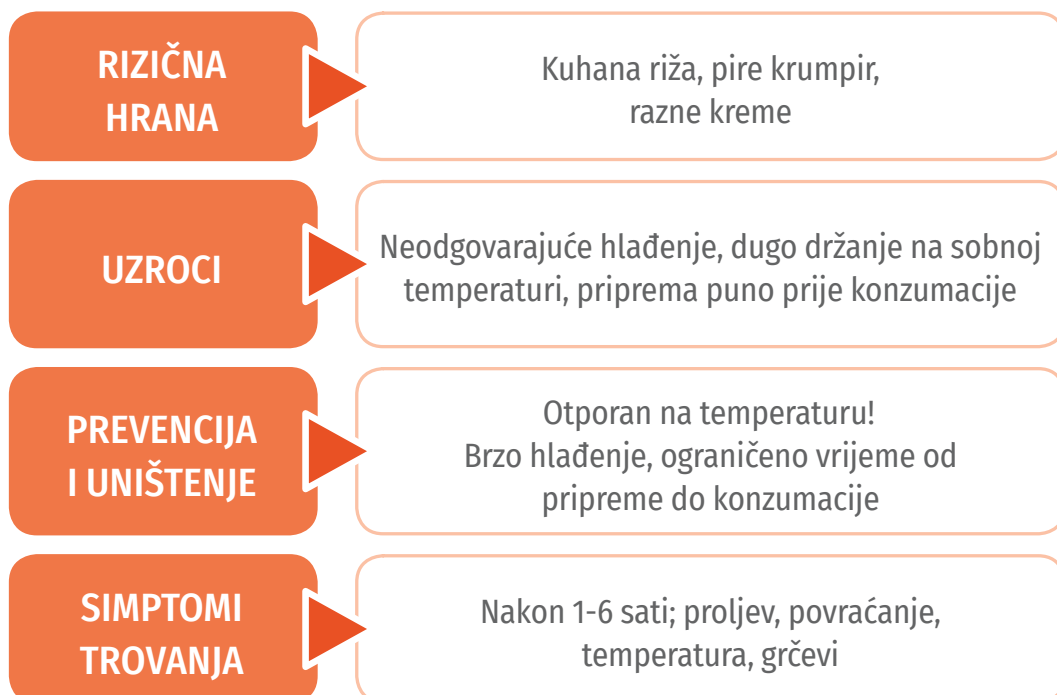 RIZIČNA
HRANA
Kuhana riža, pire krumpir,
razne kreme
UZROCI
Neodgovarajuće hlađenje, dugo držanje na sobnoj
temperaturi, priprema puno prije konzumacije
PREVENCIJA
I UNIŠTENJE
Otporan na temperaturu!
Brzo hlađenje, ograničeno vrijeme od
pripreme do konzumacije
SIMPTOMI
TROVANJA
Nakon 1-6 sati; proljev, povraćanje,
temperatura, grčevi